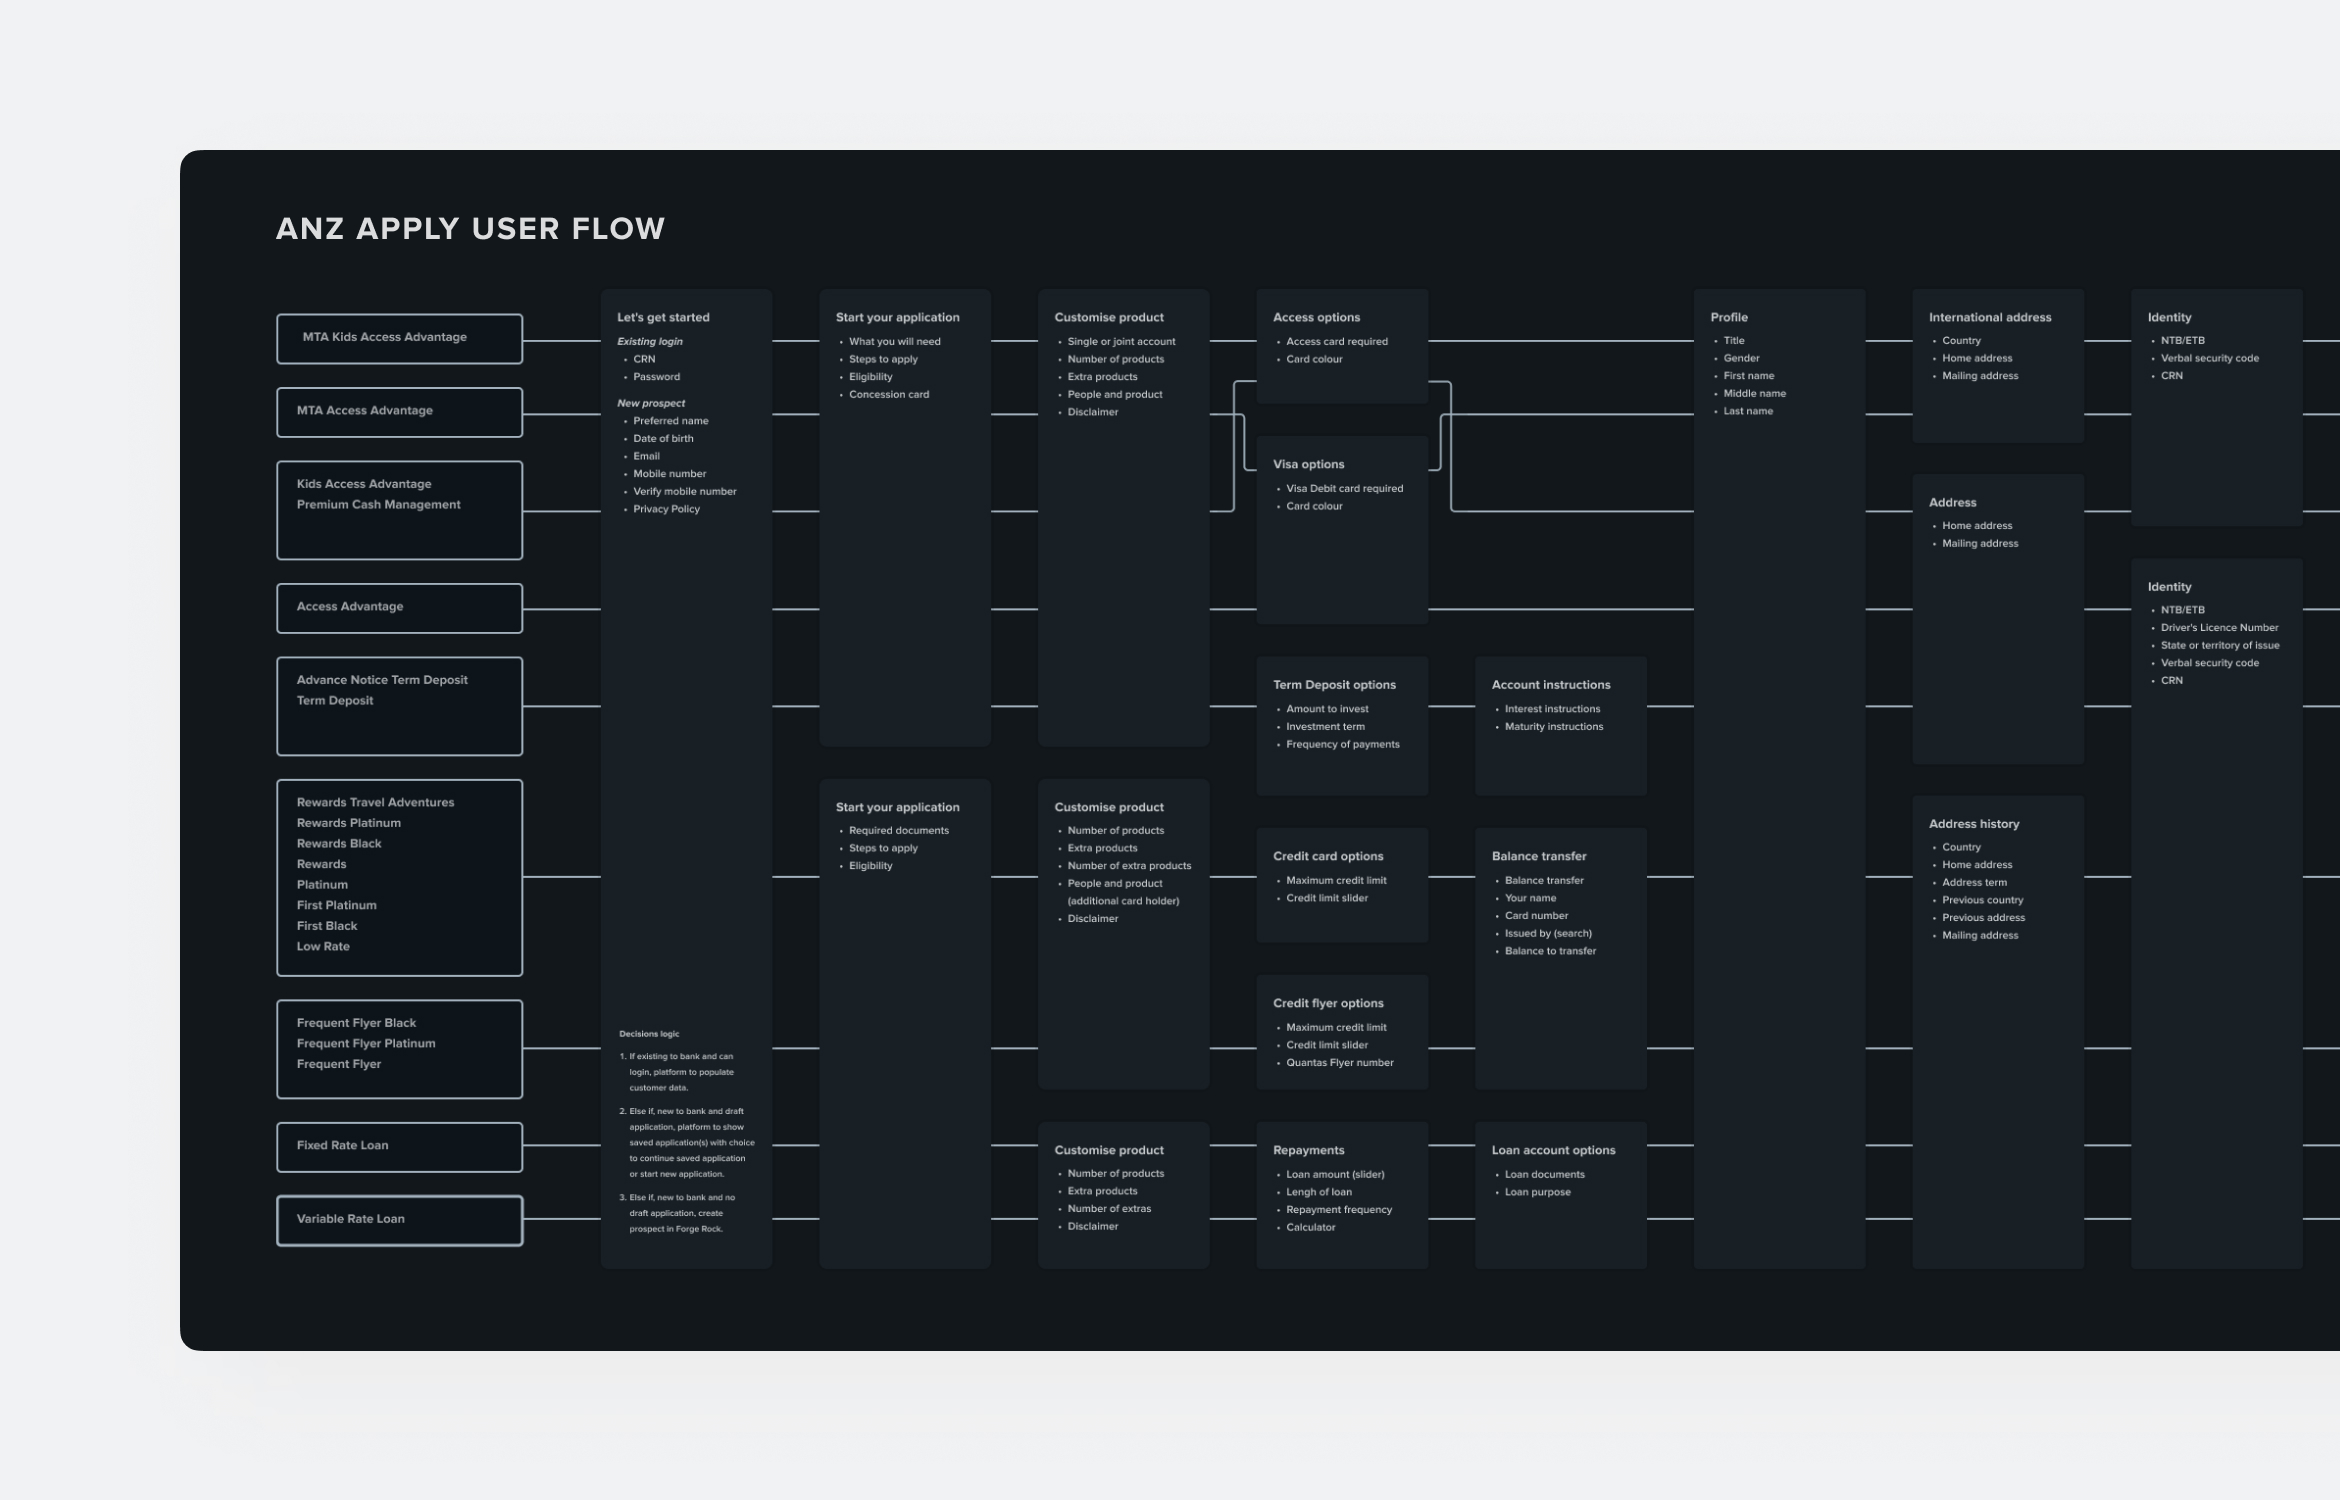 ANZ APPLY USER FLOW
MTA Kids Access Advantage
MTA Access Advantage
Kids Access Advantage
Premium Cash Management
Access Advantage
Advance Notice Term Deposit
Term Deposit
Rewards Travel Adventures
Rewards Platinum
Rewards Black
Rewards
Platinum
First Platinum
First Black
Low Rate
Frequent Flyer Black
Frequent Flyer Platinum
Frequent Flyer
Fixed Rate Loan
Variable Rate Loan
Let's get started
Existing login
• CRN
• Password
New prospect
• Preferred name
• Date of birth
• Email
• Mobile number
• Verify mobile number
• Privacy Policy
Decisions logic
1. If existing to bank and can
login, platform to populate
customer data.
2. Else if, new to bank and draft
application, platform to show
saved application(s) with choice
to continue saved application
or start new application.
3. Else if, new to bank and no
draft application, create
prospect in Forge Rock.
Start your application
• What you will need
• Steps to apply
• Eligibility
• Concession card
Start your application
• Required documents
• Steps to apply
• Eligibility
Customise product
• Single or joint account
• Number of products
• Extra products
• People and product
• Disclaimer
Customise product
• Number of products
• Extra products
• Number of extra products
• People and product
(additional card holder)
• Disclaimer
Customise product
• Number of products
• Extra products
• Number of extras
• Disclaimer
Access options
• Access card required
• Card colour
Visa options
• Visa Debit card required
• Card colour
Term Deposit options
• Amount to invest
• Investment term
• Frequency of payments
Credit card options
• Maximum credit limit
• Credit limit slider
Credit flyer options
• Maximum credit limit
• Credit limit slider
• Quantas Flyer number
Repayments
• Loan amount (slider)
• Lengh of loan
• Repayment frequency
• Calculator
Account instructions
• Interest instructions
• Maturity instructions
Balance transfer
• Balance transfer
• Your name
• Card number
• Issued by (search)
• Balance to transfer
Loan account options
• Loan documents
• Loan purpose
Profile
• Title
• Gender
• First name
• Middle name
• Last name
International address
• Country
• Home address
• Mailing address
Address
• Home address
• Mailing address
Address history
• Country
• Home address
• Address term
• Previous country
• Previous address
• Mailing address
Identity
• NTB/ETB
• Verbal security code
• CRN
Identity
• NTB/ETB
• Driver's Licence Number
• State or territory of issue
• Verbal security code
• CRN